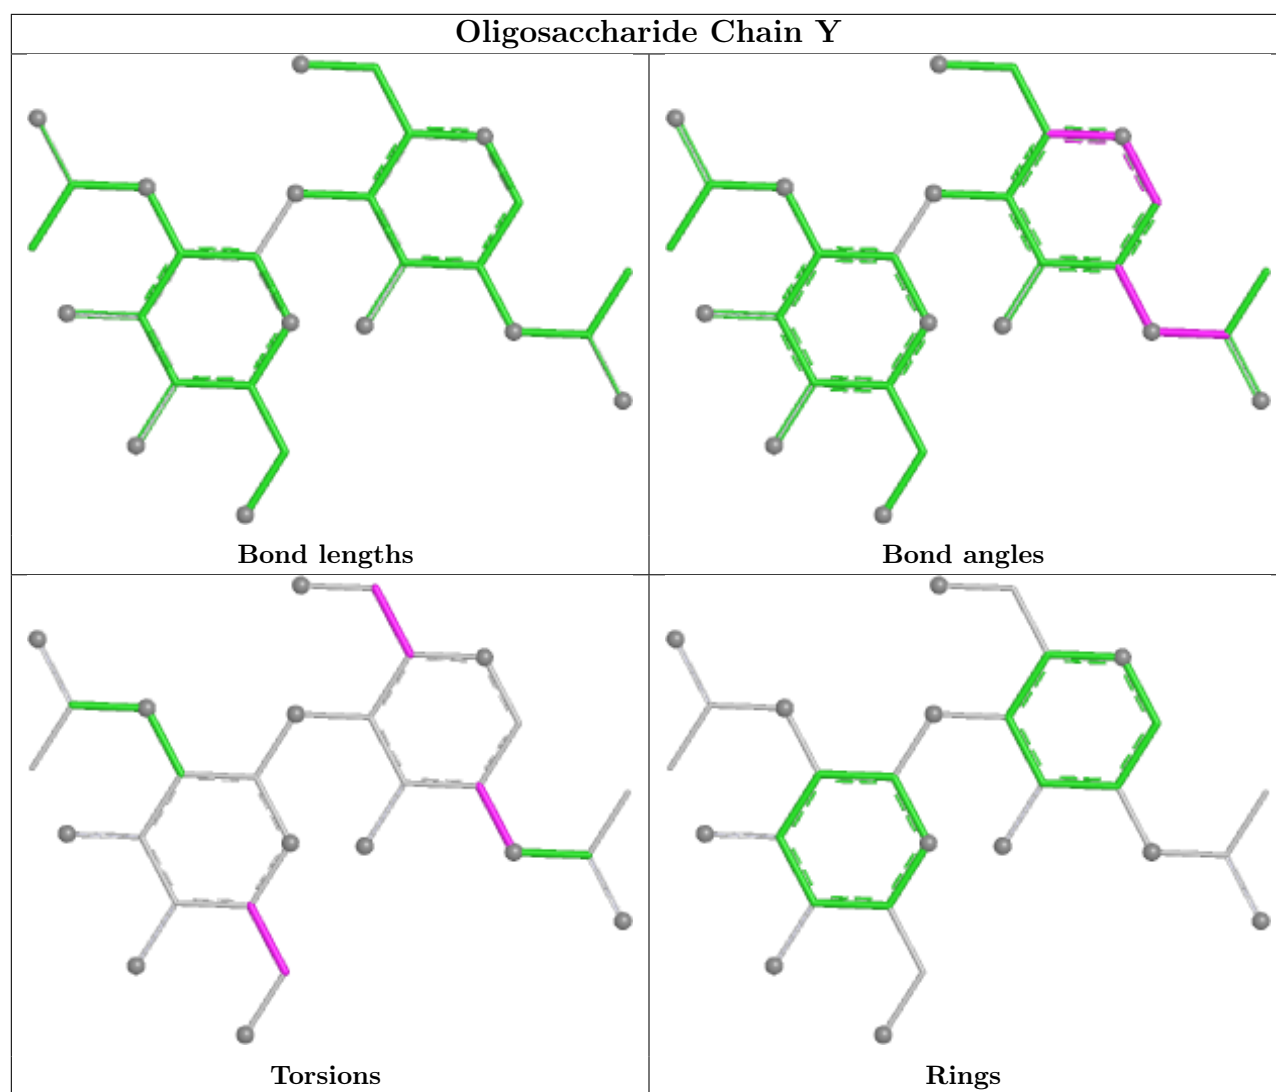 Oligosaccharide Chain Y
Bond lengths
Bond angles
Torsions
Rings